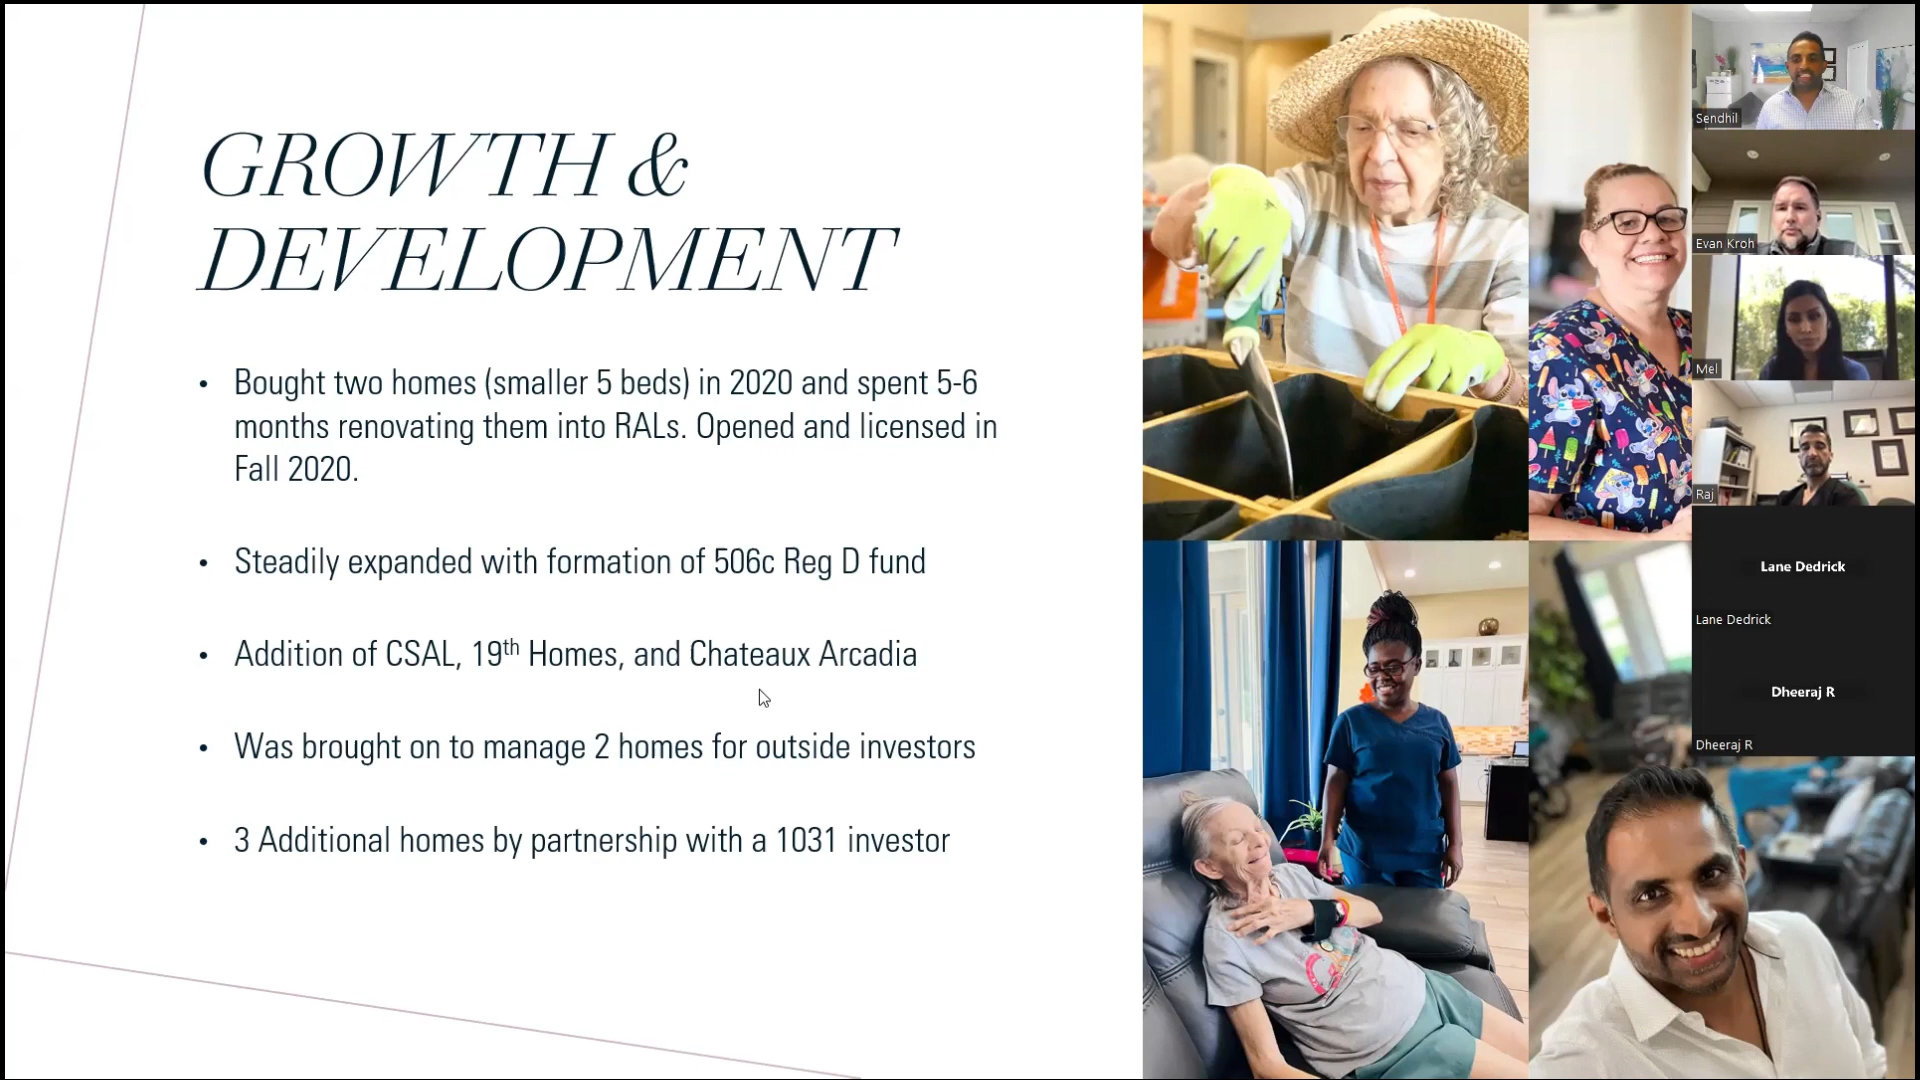 GROWTH &
DEVELOPMENT
• Bought two homes (smaller 5 beds) in 2020 and spent 5-6
months renovating them into RALs. Opened and licensed in
Fall 2020.
• Steadily expanded with formation of 506c Reg D fund
• Addition of CSAL, 19th Homes, and Chateaux Arcadia
• Was brought on to manage 2 homes for outside investors
• 3 Additional homes by partnership with a 1031 investor
Sendhil
Evan Kroh
Mel
Raj
Lane Dedrick
Lane Dedrick
Dheeraj R
Dheeraj R